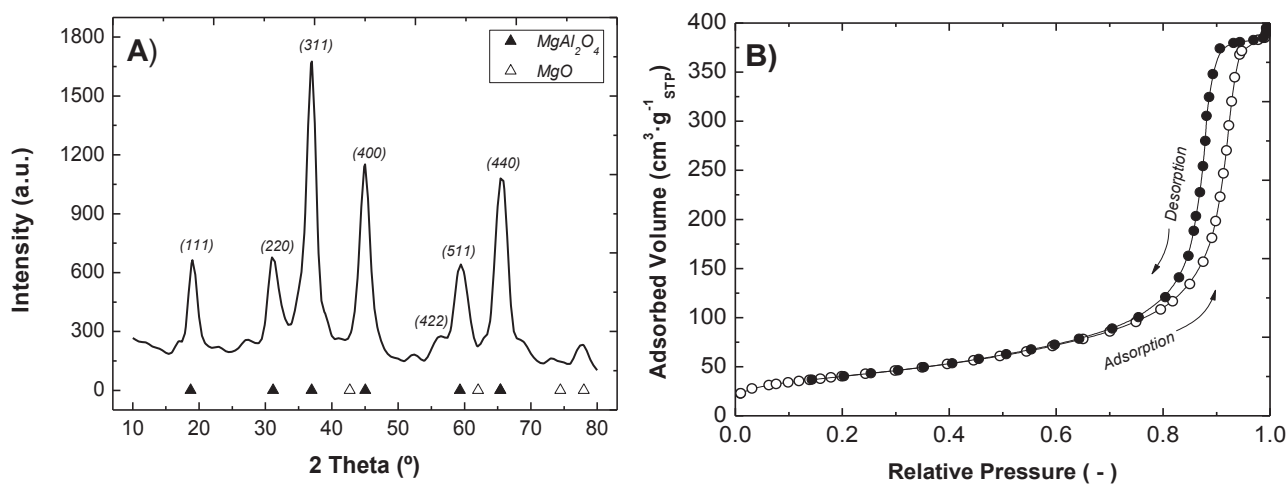 A)
Intensity (a.u.)
1800
1500
1200
900
600
300
0
(111)
(220)
(311)
(400)
(422)
(511)
(440)
▲ MgAl₂O₄
△ MgO
10 20 30 40 50 60 70 80
2 Theta (º)
B)
Adsorbed Volume (cm³·g⁻¹ STP)
400
350
300
250
200
150
100
50
0
Desorption
Adsorption
0.0 0.2 0.4 0.6 0.8 1.0
Relative Pressure ( - )